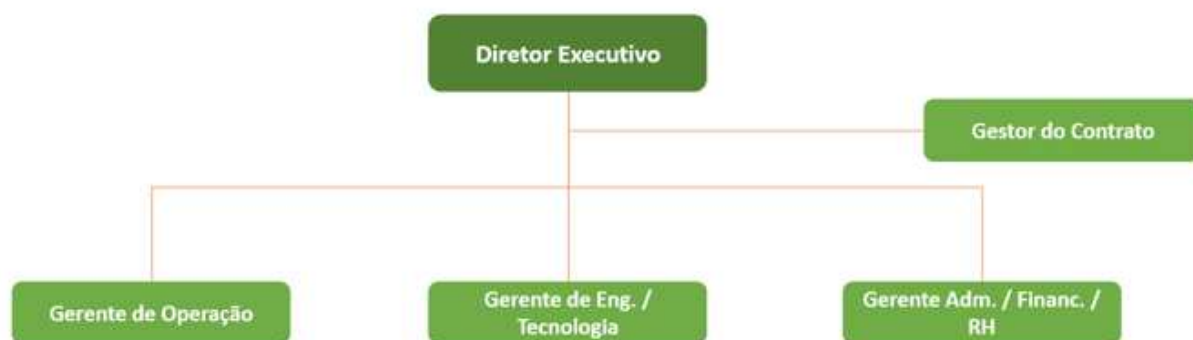 Diretor Executivo
Gestor do Contrato
Gerente de Operação
Gerente de Eng. /
Tecnologia
Gerente Adm. / Financ. /
RH